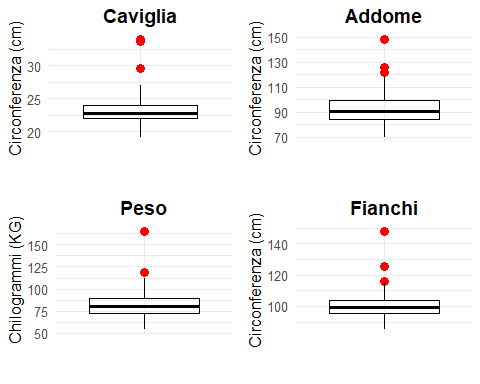 Caviglia
Circonferenza (cm)
30
25
20
Addome
Circonferenza (cm)
150
130
110
90
70
Peso
Chilogrammi (KG)
150
125
100
75
50
Fianchi
Circonferenza (cm)
140
120
100